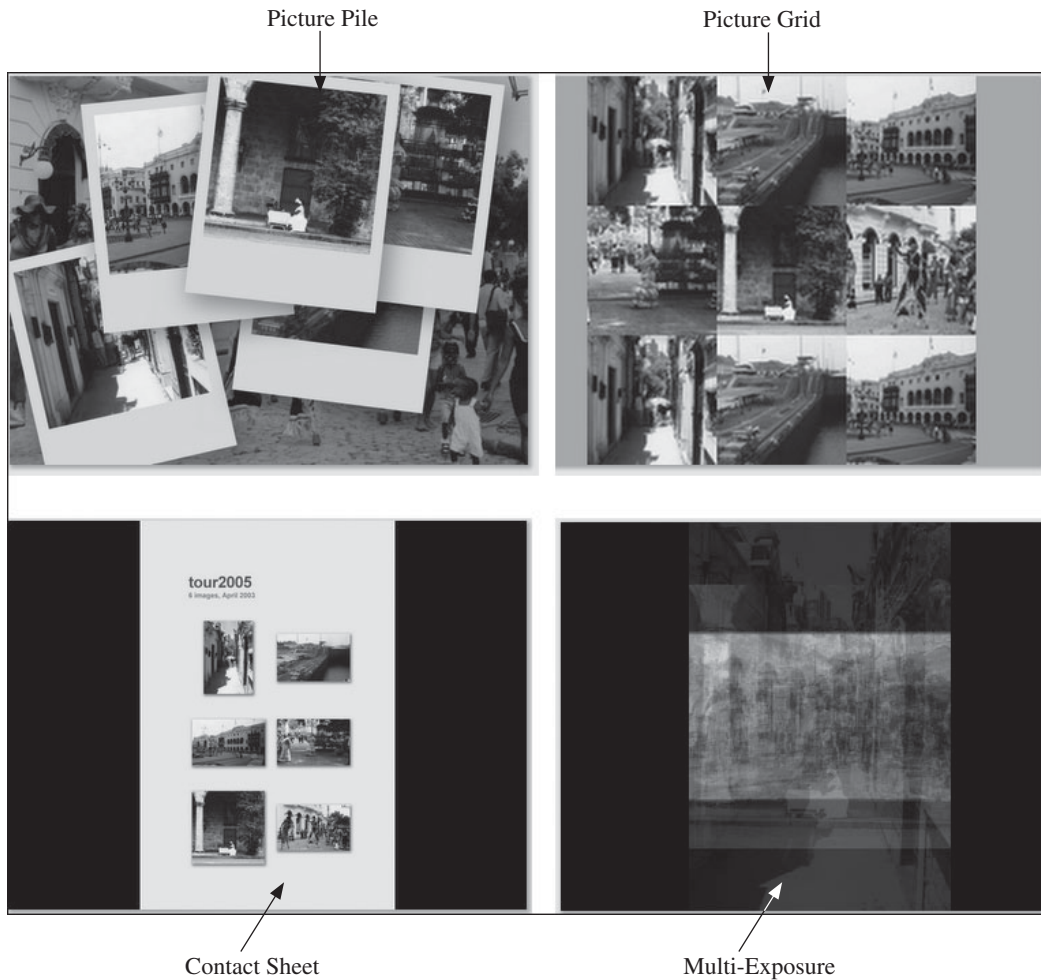 Picture Pile
Picture Grid
tour2005
6 images, April 2003
Contact Sheet
Multi-Exposure